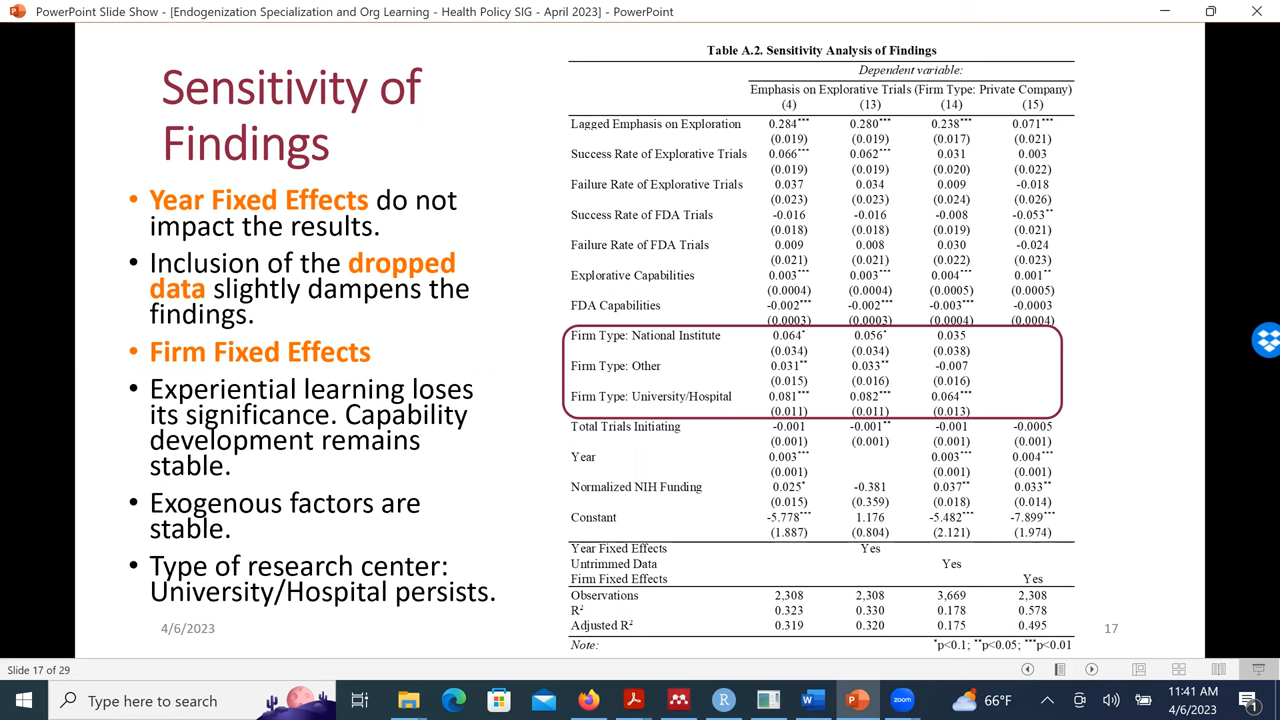 PowerPoint Slide Show - [Endogenization Specialization and Org Learning - Health Policy SIG - April 2023] - PowerPoint
Sensitivity of
Findings
• Year Fixed Effects do not
impact the results.
• Inclusion of the dropped
data slightly dampens the
findings.
• Firm Fixed Effects
• Experiential learning loses
its significance. Capability
development remains
stable.
• Exogenous factors are
stable.
• Type of research center:
University/Hospital persists.
4/6/2023
Table A.2. Sensitivity Analysis of Findings
Dependent variable:
Emphasis on Explorative Trials (Firm Type: Private Company)
(4) (13) (14) (15)
Lagged Emphasis on Exploration 0.284*** 0.280*** 0.238*** 0.071***
(0.019) (0.019) (0.017) (0.021)
Success Rate of Explorative Trials 0.066*** 0.062*** 0.031 0.003
(0.019) (0.019) (0.020) (0.022)
Failure Rate of Explorative Trials 0.037 0.034 0.009 -0.018
(0.023) (0.023) (0.024) (0.026)
Success Rate of FDA Trials -0.016 -0.016 -0.008 -0.053**
(0.018) (0.018) (0.019) (0.021)
Failure Rate of FDA Trials 0.009 0.008 0.030 -0.024
(0.021) (0.021) (0.022) (0.023)
Explorative Capabilities 0.003*** 0.003*** 0.004*** 0.001**
(0.0004) (0.0004) (0.0005) (0.0005)
FDA Capabilities -0.002*** -0.002*** -0.003*** -0.0003
(0.0003) (0.0003) (0.0004) (0.0004)
Firm Type: National Institute 0.064* 0.056* 0.035
(0.034) (0.034) (0.038)
Firm Type: Other 0.031** 0.033** -0.007
(0.015) (0.016) (0.016)
Firm Type: University/Hospital 0.081*** 0.082*** 0.064***
(0.011) (0.011) (0.013)
Total Trials Initiating -0.001 -0.001** -0.001 -0.0005
(0.001) (0.001) (0.001) (0.001)
Year 0.003*** 0.003*** 0.004***
(0.001) (0.001) (0.001)
Normalized NIH Funding 0.025* -0.381 0.037** 0.033**
(0.015) (0.359) (0.018) (0.014)
Constant -5.778*** 1.176 -5.482*** -7.899***
(1.887) (0.804) (2.121) (1.974)
Year Fixed Effects Yes
Untrimmed Data Yes
Firm Fixed Effects Yes
Observations 2,308 2,308 3,669 2,308
R² 0.323 0.330 0.178 0.578
Adjusted R² 0.319 0.320 0.175 0.495
Note: *p<0.1; **p<0.05; ***p<0.01
17
Slide 17 of 29
Type here to search
R
W
P
zoom
66°F
11:41 AM
4/6/2023
1